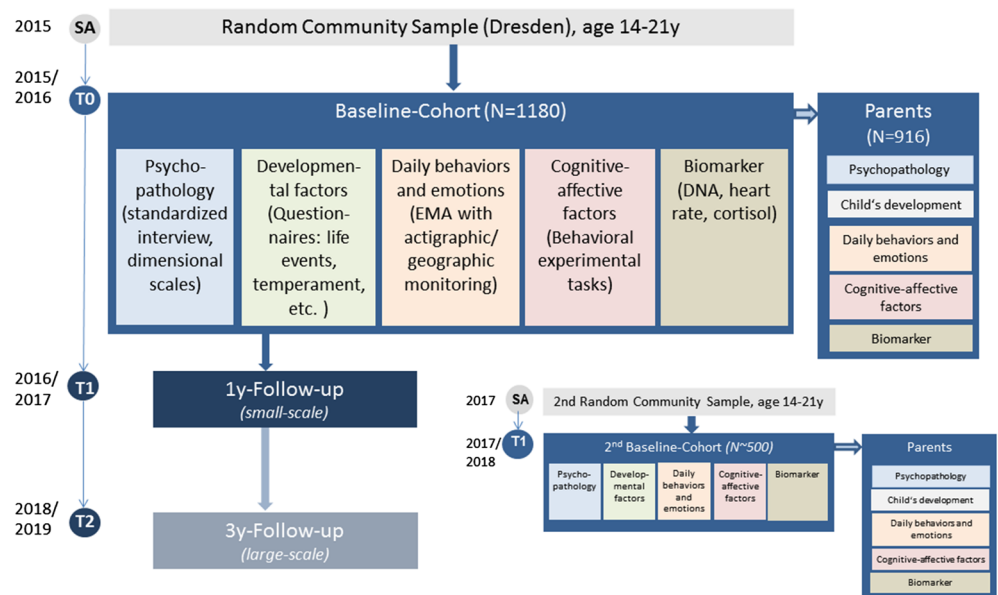 2015
SA
Random Community Sample (Dresden), age 14-21y
2015/
2016
T0
Baseline-Cohort (N=1180)
Psycho-
pathology
(standardized
interview,
dimensional
scales)
Developmen-
tal factors
(Question-
naires: life
events,
temperament,
etc. )
Daily behaviors
and emotions
(EMA with
actigraphic/
geographic
monitoring)
Cognitive-
affective
factors
(Behavioral
experimental
tasks)
Biomarker
(DNA, heart
rate, cortisol)
Parents
(N=916)
Psychopathology
Child‘s development
Daily behaviors and
emotions
Cognitive-affective
factors
Biomarker
2016/
2017
T1
1y-Follow-up
(small-scale)
2018/
2019
T2
3y-Follow-up
(large-scale)
2017
SA
2nd Random Community Sample, age 14-21y
2017/
2018
T1
2nd Baseline-Cohort (N~500)
Psycho-
pathology
Develop-
mental
factors
Daily
behaviors
and
emotions
Cognitive-
affective
factors
Biomarker
Parents
Psychopathology
Child‘s development
Daily behaviors and
emotions
Cognitive-affective factors
Biomarker